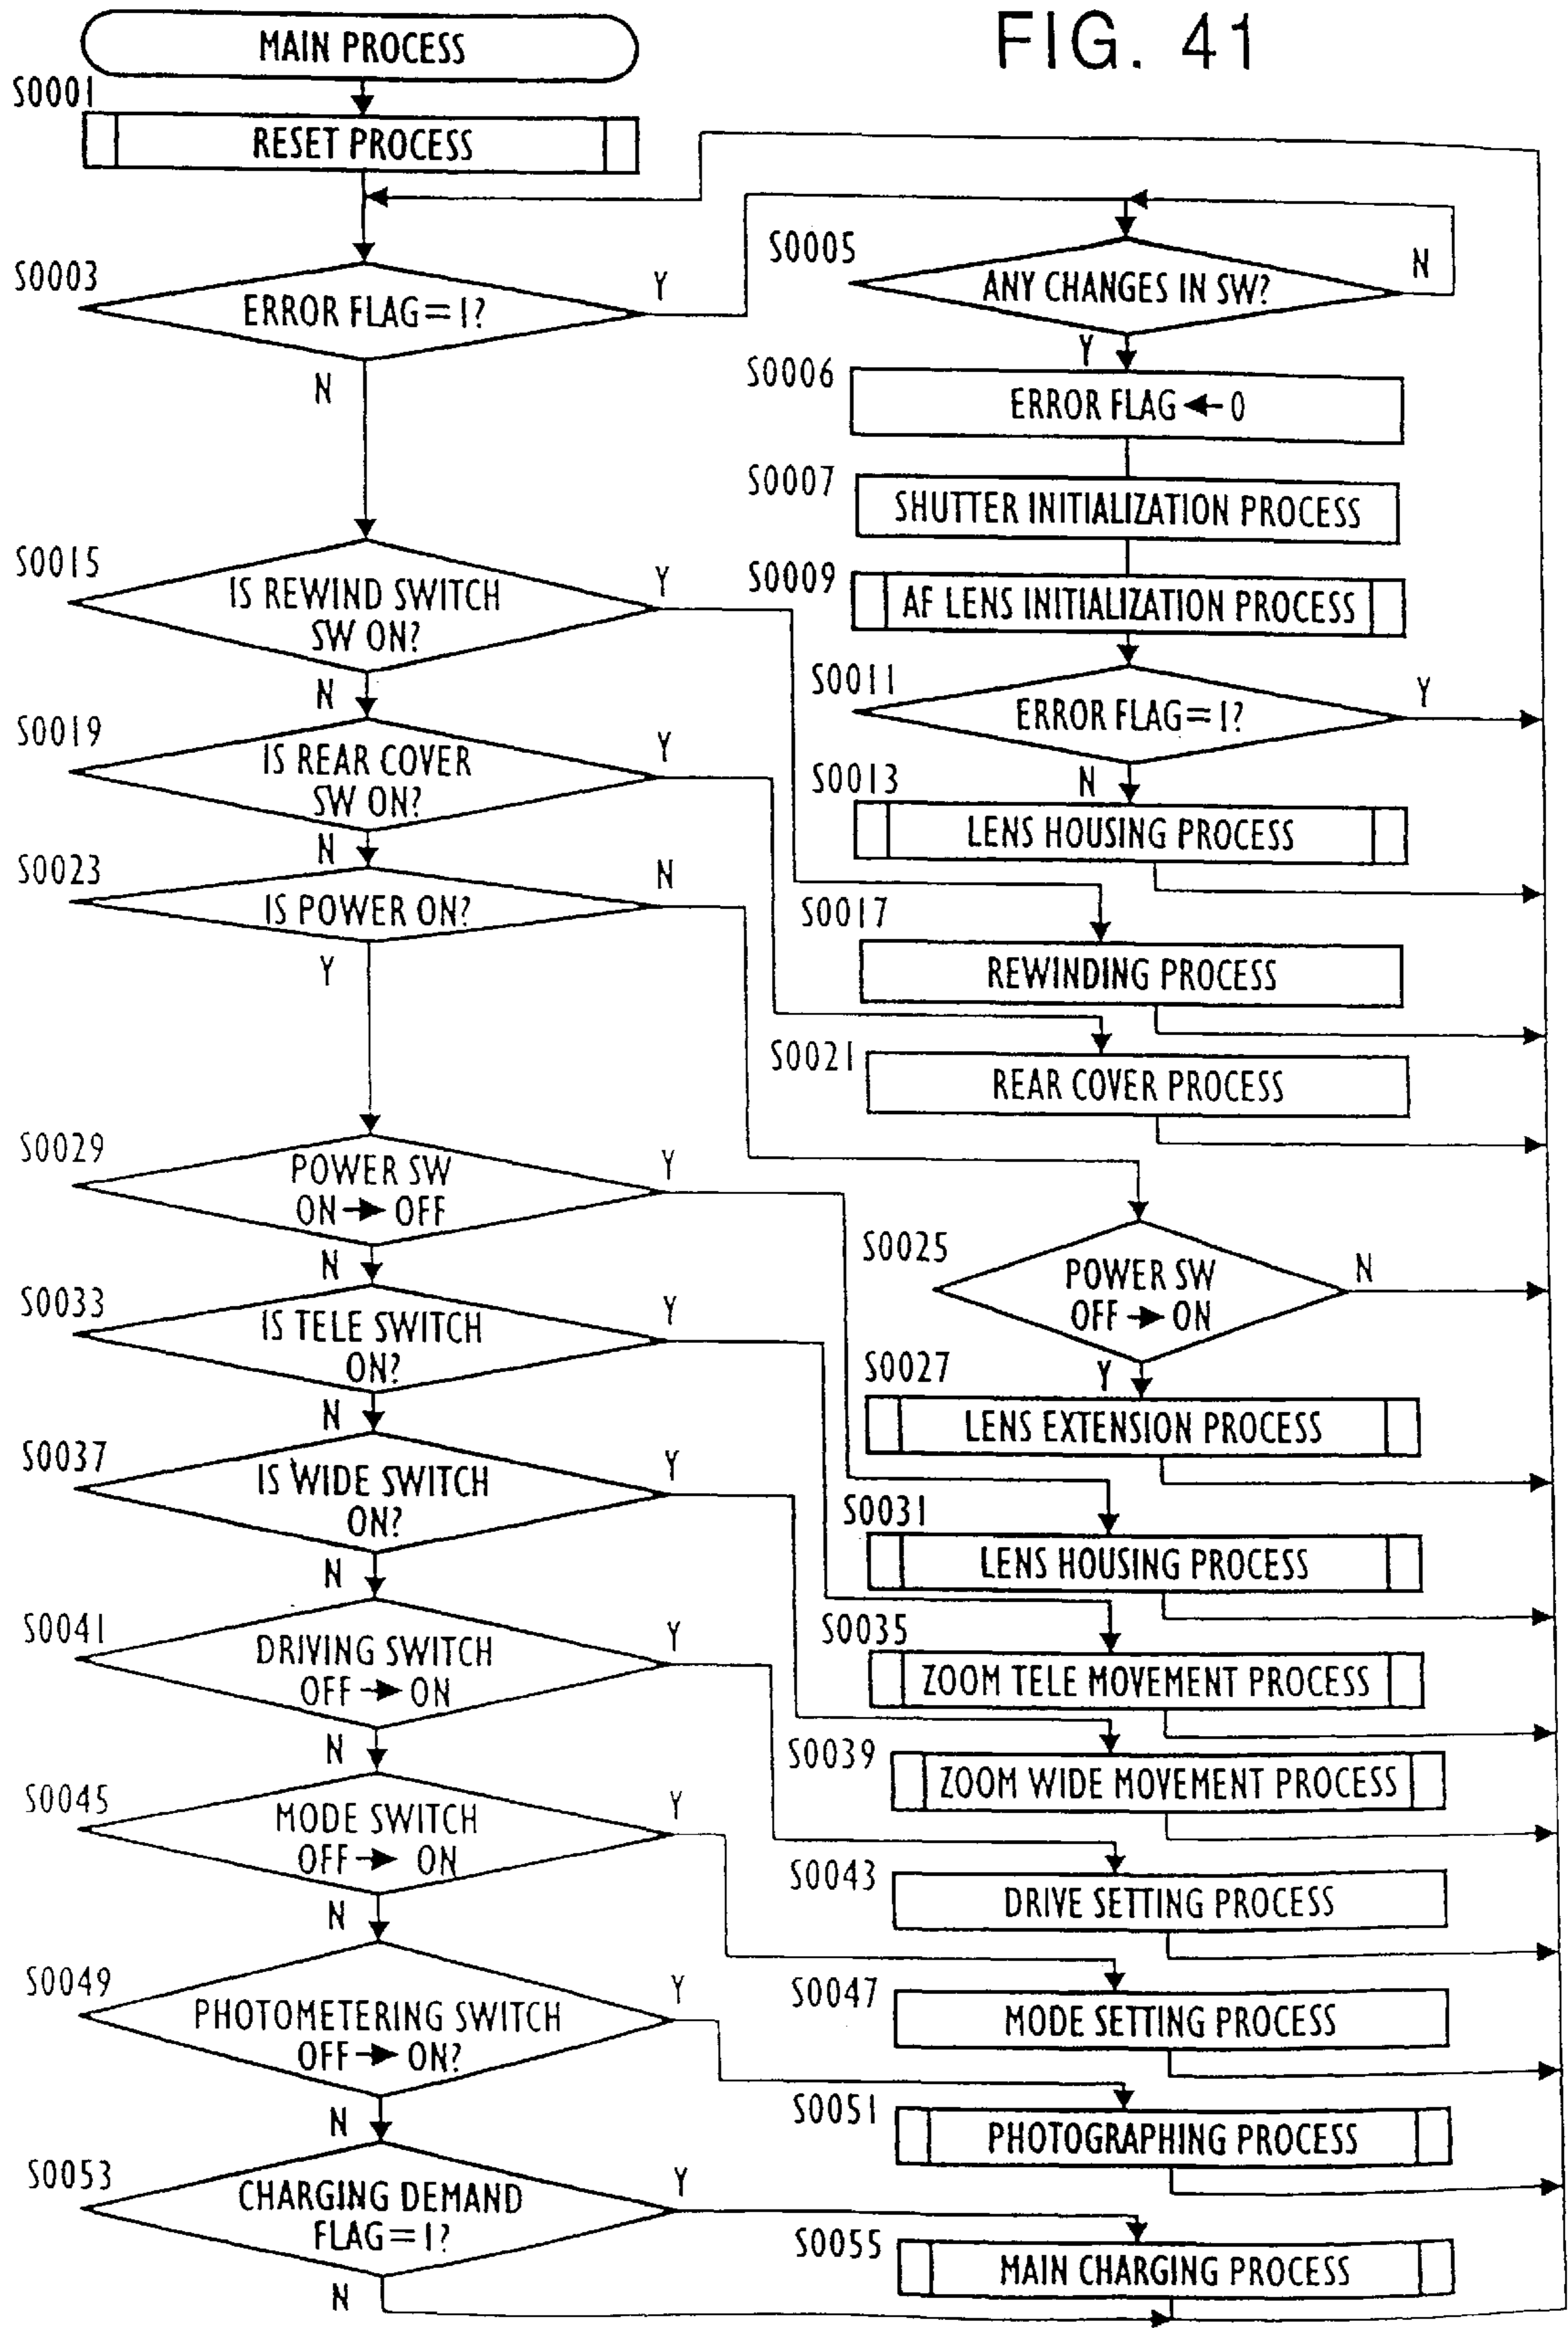 FIG. 41
MAIN PROCESS
S0001
RESET PROCESS
S0003
ERROR FLAG=1?
Y
N
S0005
ANY CHANGES IN SW?
N
Y
S0006
ERROR FLAG←0
S0007
SHUTTER INITIALIZATION PROCESS
S0009
AF LENS INITIALIZATION PROCESS
S0011
ERROR FLAG=1?
Y
N
S0013
LENS HOUSING PROCESS
S0015
IS REWIND SWITCH
SW ON?
Y
N
S0017
REWINDING PROCESS
S0019
IS REAR COVER
SW ON?
Y
N
S0021
REAR COVER PROCESS
S0023
IS POWER ON?
N
Y
S0025
POWER SW
OFF→ON
N
Y
S0027
LENS EXTENSION PROCESS
S0029
POWER SW
ON→OFF
Y
N
S0031
LENS HOUSING PROCESS
S0033
IS TELE SWITCH
ON?
Y
N
S0035
ZOOM TELE MOVEMENT PROCESS
S0037
IS WIDE SWITCH
ON?
Y
N
S0039
ZOOM WIDE MOVEMENT PROCESS
S0041
DRIVING SWITCH
OFF→ON
Y
N
S0043
DRIVE SETTING PROCESS
S0045
MODE SWITCH
OFF→ON
Y
N
S0047
MODE SETTING PROCESS
S0049
PHOTOMETERING SWITCH
OFF→ON?
Y
N
S0051
PHOTOGRAPHING PROCESS
S0053
CHARGING DEMAND
FLAG=1?
Y
N
S0055
MAIN CHARGING PROCESS